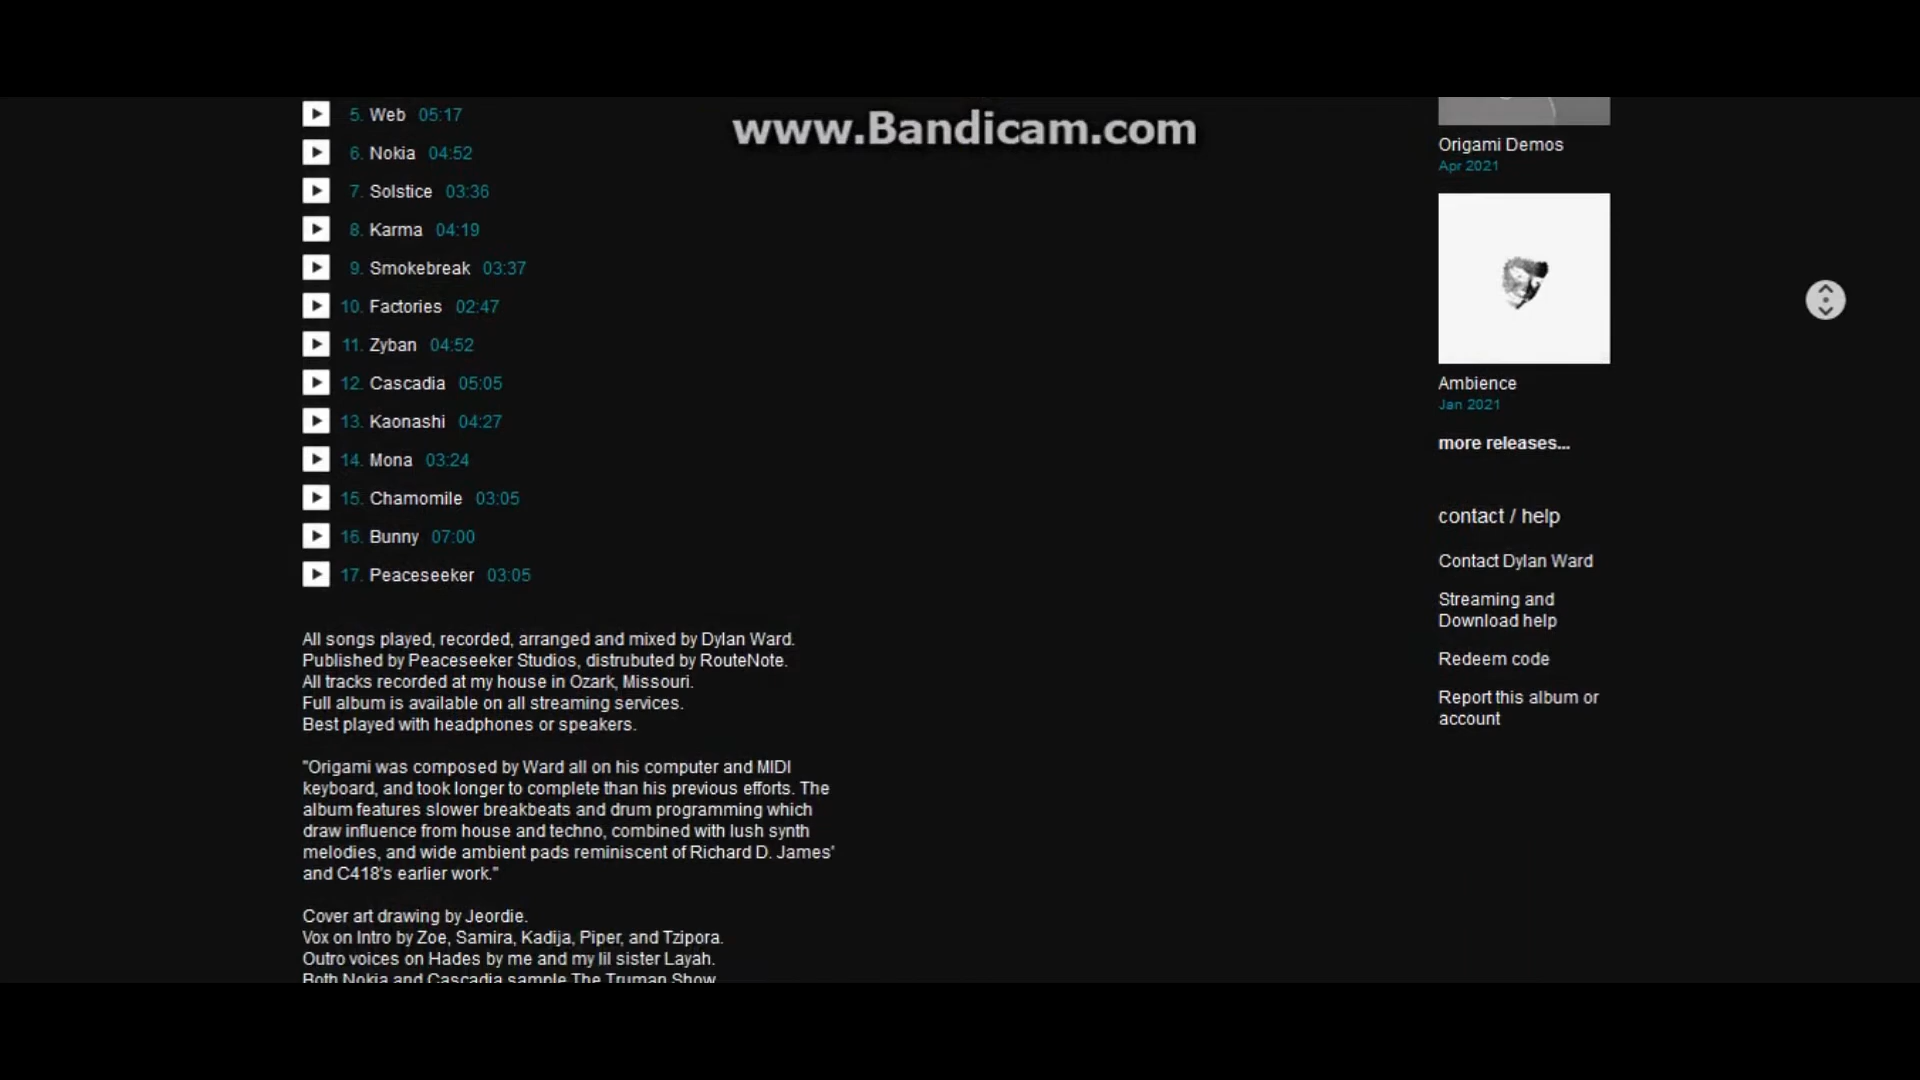 www.Bandicam.com
5. Web 05:17
6. Nokia 04:52
7. Solstice 03:36
8. Karma 04:19
9. Smokebreak 03:37
10. Factories 02:47
11. Zyban 04:52
12. Cascadia 05:05
13. Kaonashi 04:27
14. Mona 03:24
15. Chamomile 03:05
16. Bunny 07:00
17. Peaceseeker 03:05
All songs played, recorded, arranged and mixed by Dylan Ward.
Published by Peaceseeker Studios, distrubuted by RouteNote.
All tracks recorded at my house in Ozark, Missouri.
Full album is available on all streaming services.
Best played with headphones or speakers.
"Origami was composed by Ward all on his computer and MIDI
keyboard, and took longer to complete than his previous efforts. The
album features slower breakbeats and drum programming which
draw influence from house and techno, combined with lush synth
melodies, and wide ambient pads reminiscent of Richard D. James'
and C418's earlier work."
Cover art drawing by Jeordie.
Vox on Intro by Zoe, Samira, Kadija, Piper, and Tzipora.
Outro voices on Hades by me and my lil sister Layah.
Both Nokia and Cascadia sample The Truman Show.
Origami Demos
Apr 2021
Ambience
Jan 2021
more releases...
contact / help
Contact Dylan Ward
Streaming and
Download help
Redeem code
Report this album or
account